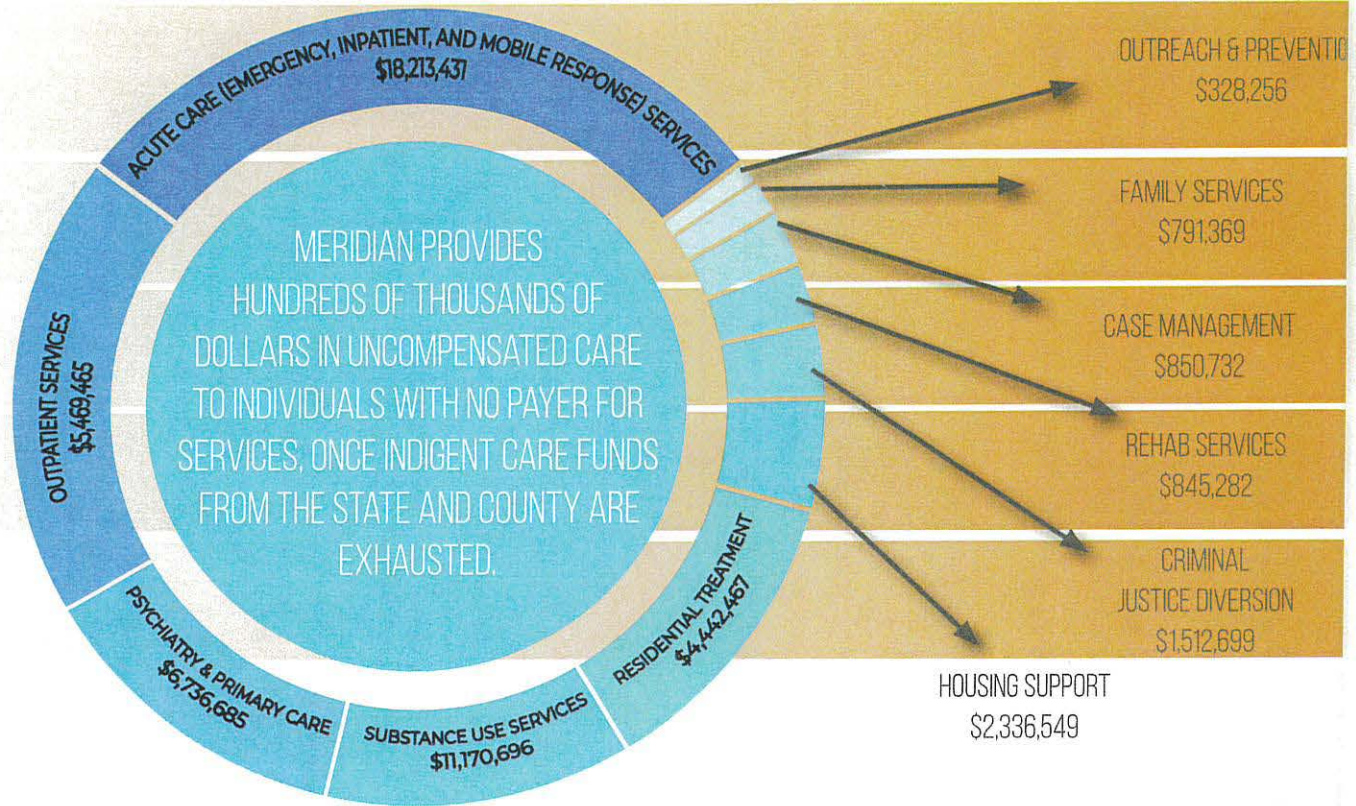 ACUTE CARE (EMERGENCY, INPATIENT, AND MOBILE RESPONSE) SERVICES
$18,213,437
OUTREACH & PREVENTIO
$328,256
FAMILY SERVICES
$791,369
CASE MANAGEMENT
$850,732
REHAB SERVICES
$845,282
CRIMINAL
JUSTICE DIVERSION
$1,512,699
HOUSING SUPPORT
$2,336,549
RESIDENTIAL TREATMENT
$4,442,467
SUBSTANCE USE SERVICES
$11,170,696
PSYCHIATRY & PRIMARY CARE
$6,736,685
OUTPATIENT SERVICES
$5,469,465
MERIDIAN PROVIDES
HUNDREDS OF THOUSANDS OF
DOLLARS IN UNCOMPENSATED CARE
TO INDIVIDUALS WITH NO PAYER FOR
SERVICES, ONCE INDIGENT CARE FUNDS
FROM THE STATE AND COUNTY ARE
EXHAUSTED.